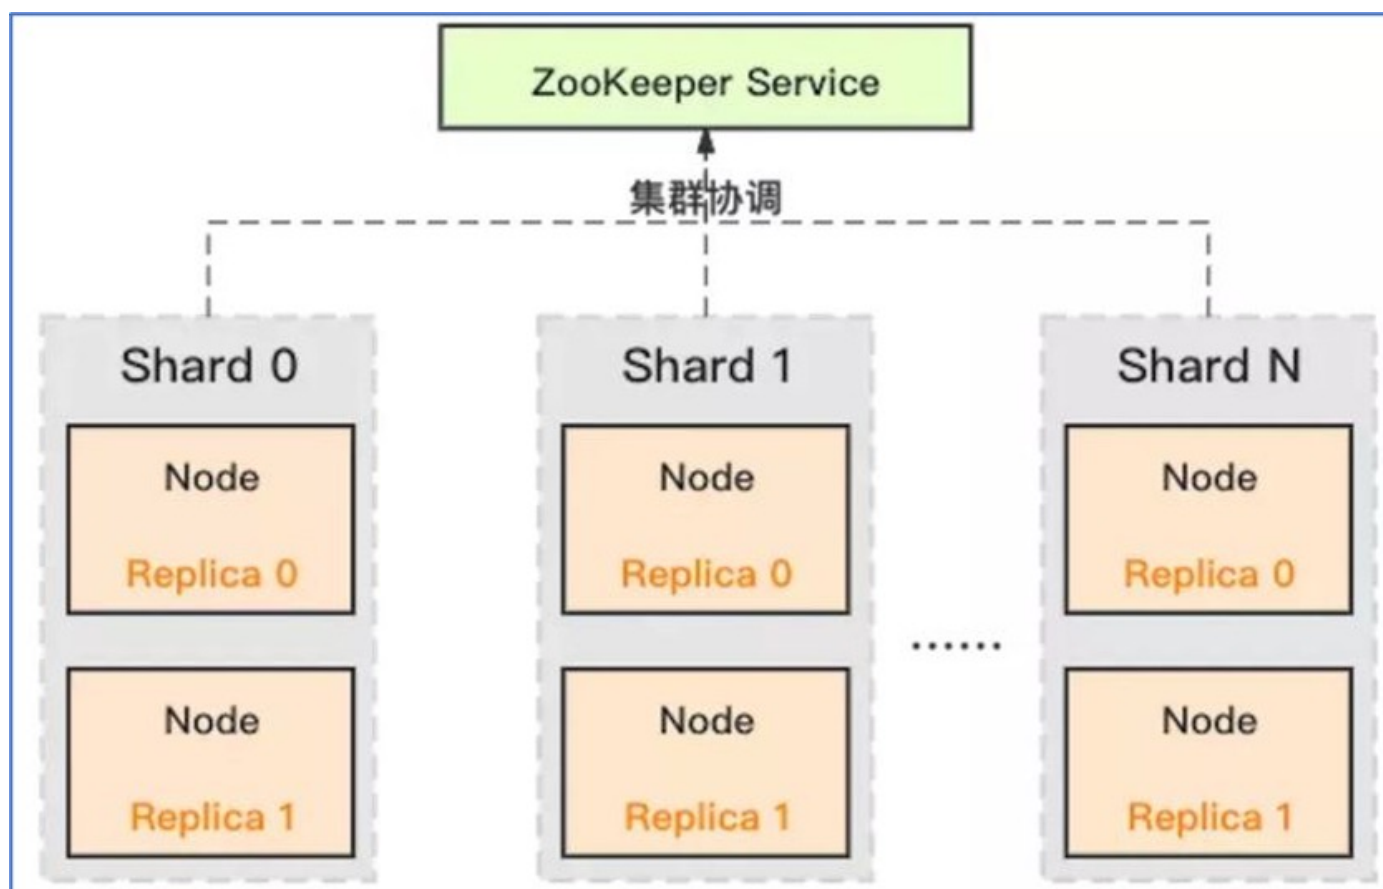 ZooKeeper Service
集群协调
Shard 0
Shard 1
Shard N
Node
Node
Node
Replica 0
Replica 0
Replica 0
......
Node
Node
Node
Replica 1
Replica 1
Replica 1